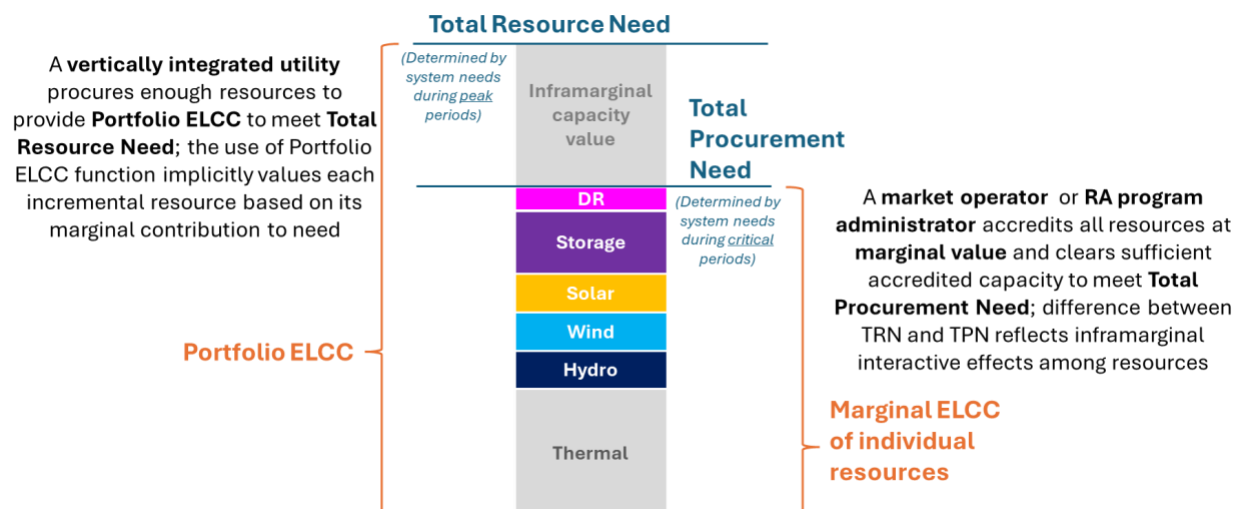 Total Resource Need
A vertically integrated utility
procures enough resources to
provide Portfolio ELCC to meet Total
Resource Need; the use of Portfolio
ELCC function implicitly values each
incremental resource based on its
marginal contribution to need
(Determined by
system needs
during peak
periods)
Inframarginal
capacity
value
Total
Procurement
Need
(Determined by
system needs
during critical
periods)
DR
Storage
Solar
Wind
Hydro
Thermal
Portfolio ELCC
A market operator or RA program
administrator accredits all resources at
marginal value and clears sufficient
accredited capacity to meet Total
Procurement Need; difference between
TRN and TPN reflects inframarginal
interactive effects among resources
Marginal ELCC
of individual
resources